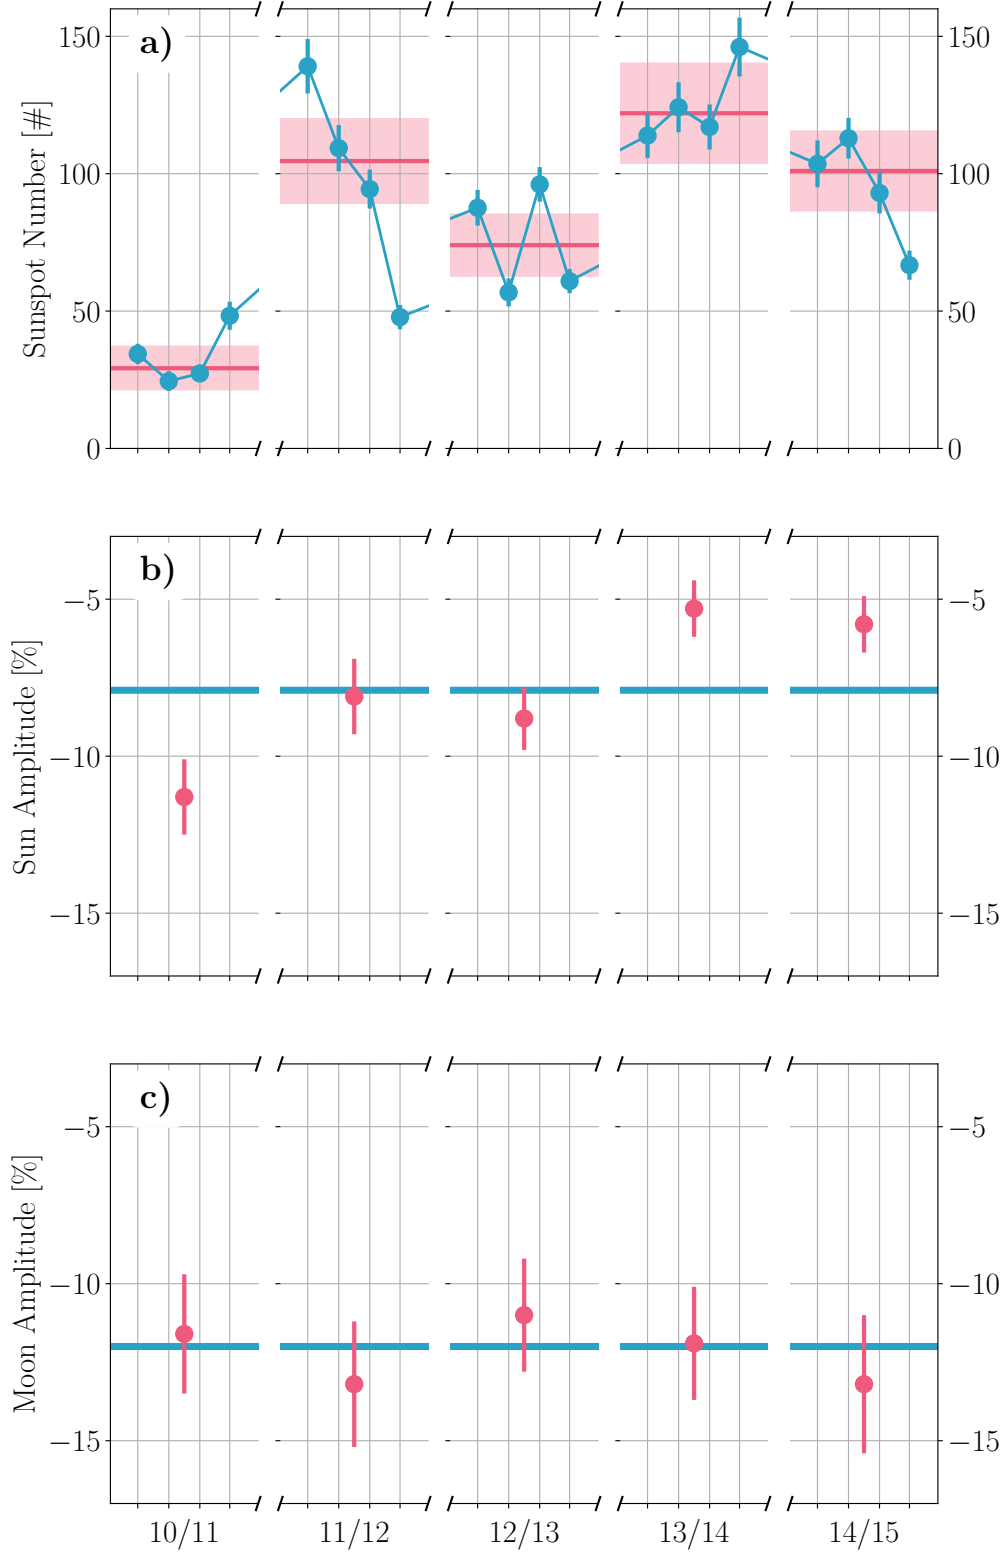 a)
Sunspot Number [#]
150 150
100 100
50 50
0 0
b)
Sun Amplitude [%]
−5 −5
−10 −10
−15 −15
c)
Moon Amplitude [%]
−5 −5
−10 −10
−15 −15
10/11 11/12 12/13 13/14 14/15